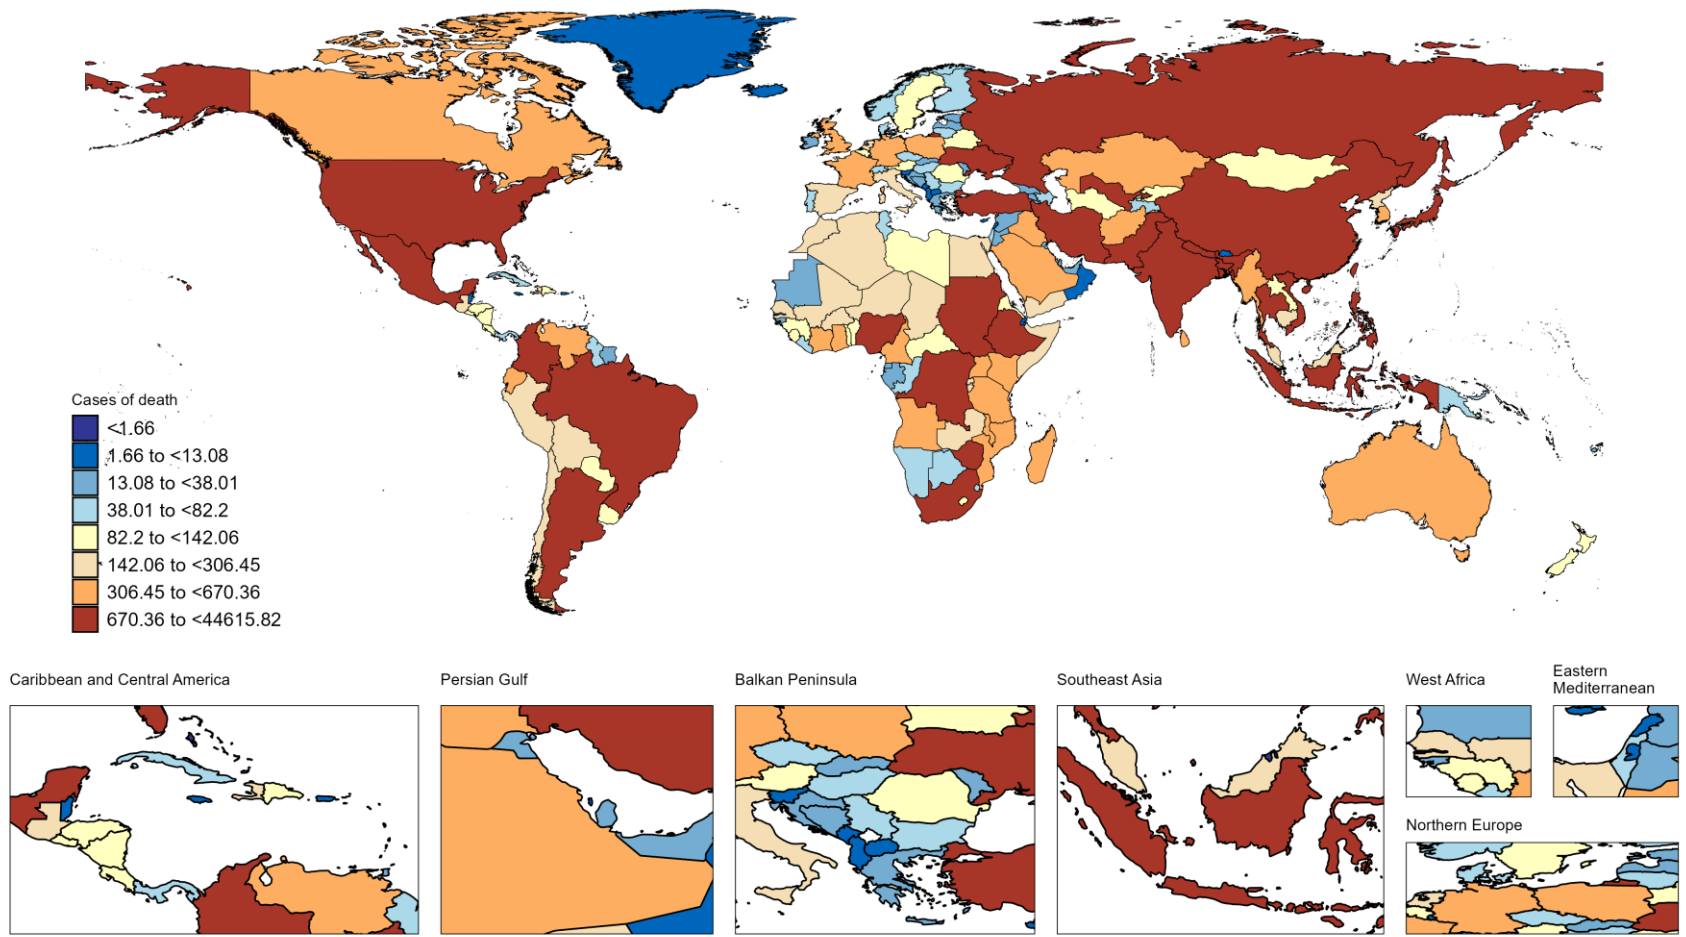 Cases of death
<1.66
1.66 to <13.08
13.08 to <38.01
38.01 to <82.2
82.2 to <142.06
142.06 to <306.45
306.45 to <670.36
670.36 to <44615.82
Caribbean and Central America
Persian Gulf
Balkan Peninsula
Southeast Asia
West Africa
Eastern
Mediterranean
Northern Europe